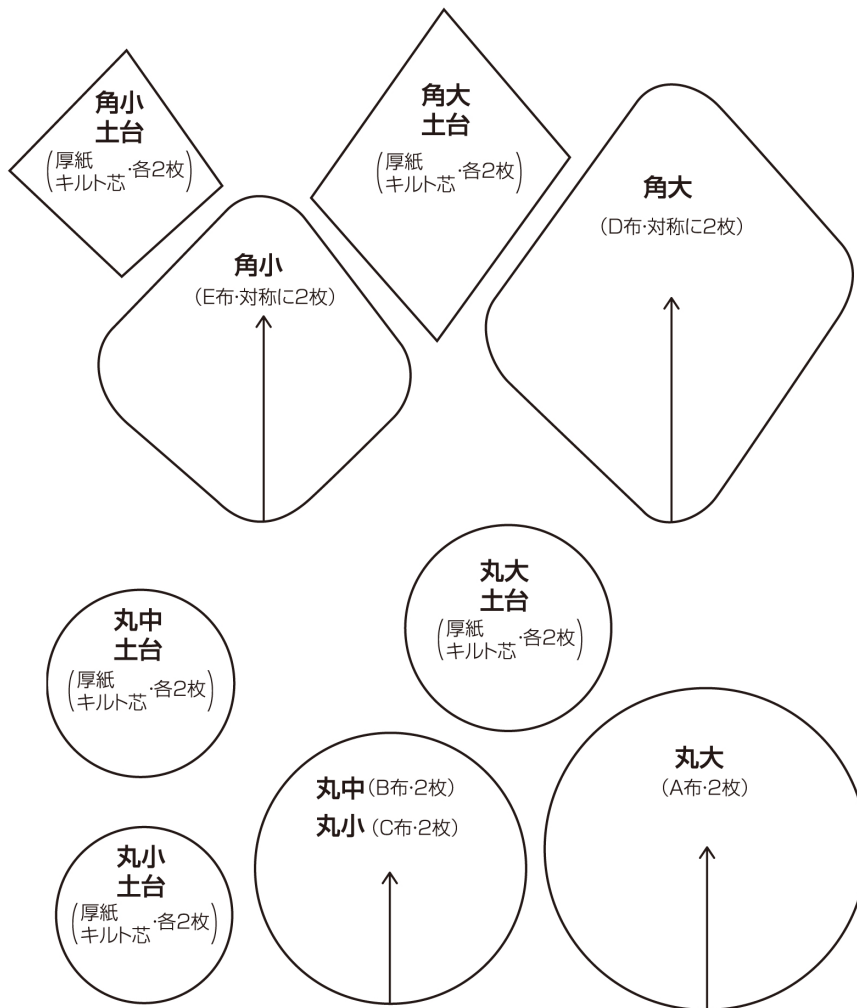 角小
土台
(厚紙
キルト芯・各2枚)
角大
土台
(厚紙
キルト芯・各2枚)
角大
(D布・対称に2枚)
角小
(E布・対称に2枚)
丸大
土台
(厚紙
キルト芯・各2枚)
丸中
土台
(厚紙
キルト芯・各2枚)
丸大
(A布・2枚)
丸中(B布・2枚)
丸小(C布・2枚)
丸小
土台
(厚紙
キルト芯・各2枚)